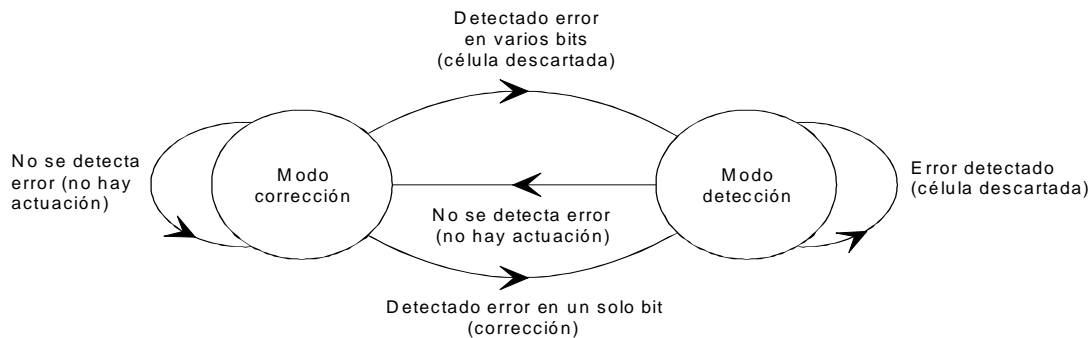 Detectado error
en varios bits
(célula descartada)
No se detecta
error (no hay
actuación)
Modo
corrección
Modo
detección
Error detectado
(célula descartada)
No se detecta error
(no hay actuación)
Detectado error en un solo bit
(corrección)